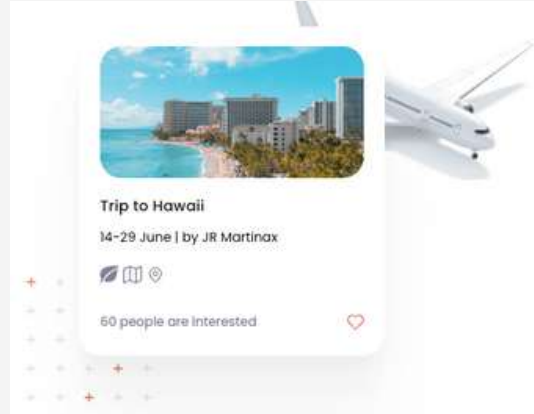 Trip to Hawaii
14-29 June | by JR Martinax
60 people are interested